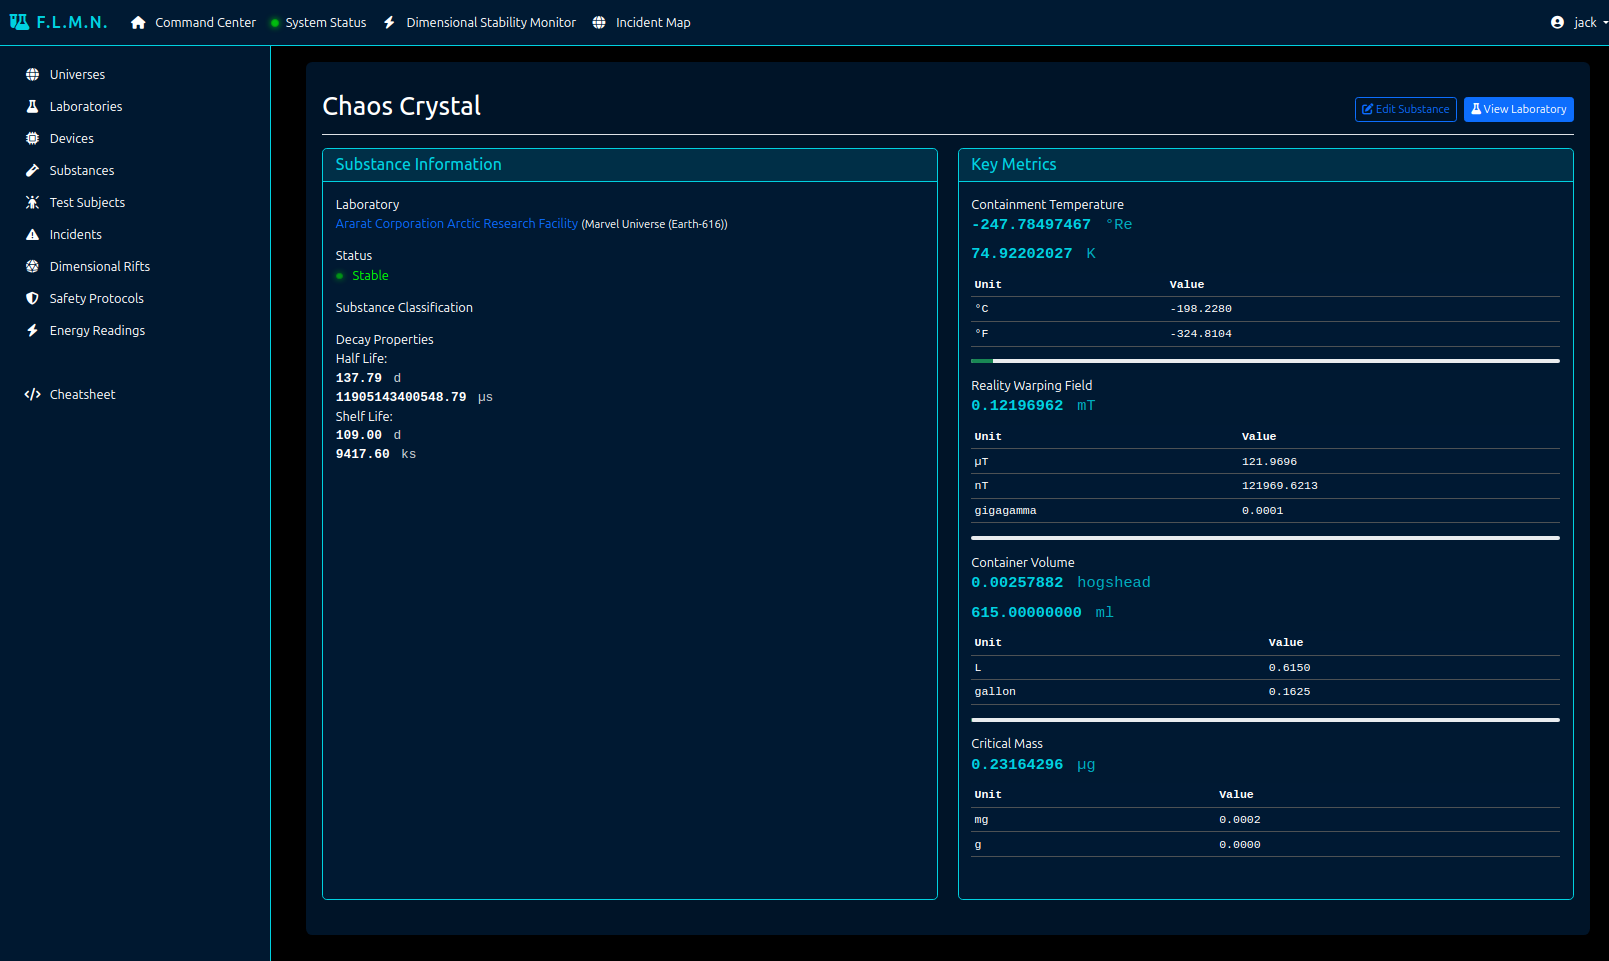 F.L.M.N. Command Center System Status Dimensional Stability Monitor Incident Map jack
Universes
Laboratories
Devices
Substances
Test Subjects
Incidents
Dimensional Rifts
Safety Protocols
Energy Readings
Cheatsheet
Chaos Crystal
Edit Substance View Laboratory
Substance Information
Laboratory
Ararat Corporation Arctic Research Facility (Marvel Universe (Earth-616))
Status
Stable
Substance Classification
Decay Properties
Half Life:
137.79 d
11905143400548.79 µs
Shelf Life:
109.00 d
9417.60 ks
Key Metrics
Containment Temperature
-247.78497467 °Re
74.92202027 K
Unit Value
°C -198.2280
°F -324.8104
Reality Warping Field
0.12196962 mT
Unit Value
µT 121.9696
nT 121969.6213
gigagamma 0.0001
Container Volume
0.00257882 hogshead
615.00000000 ml
Unit Value
L 0.6150
gallon 0.1625
Critical Mass
0.23164296 µg
Unit Value
mg 0.0002
g 0.0000